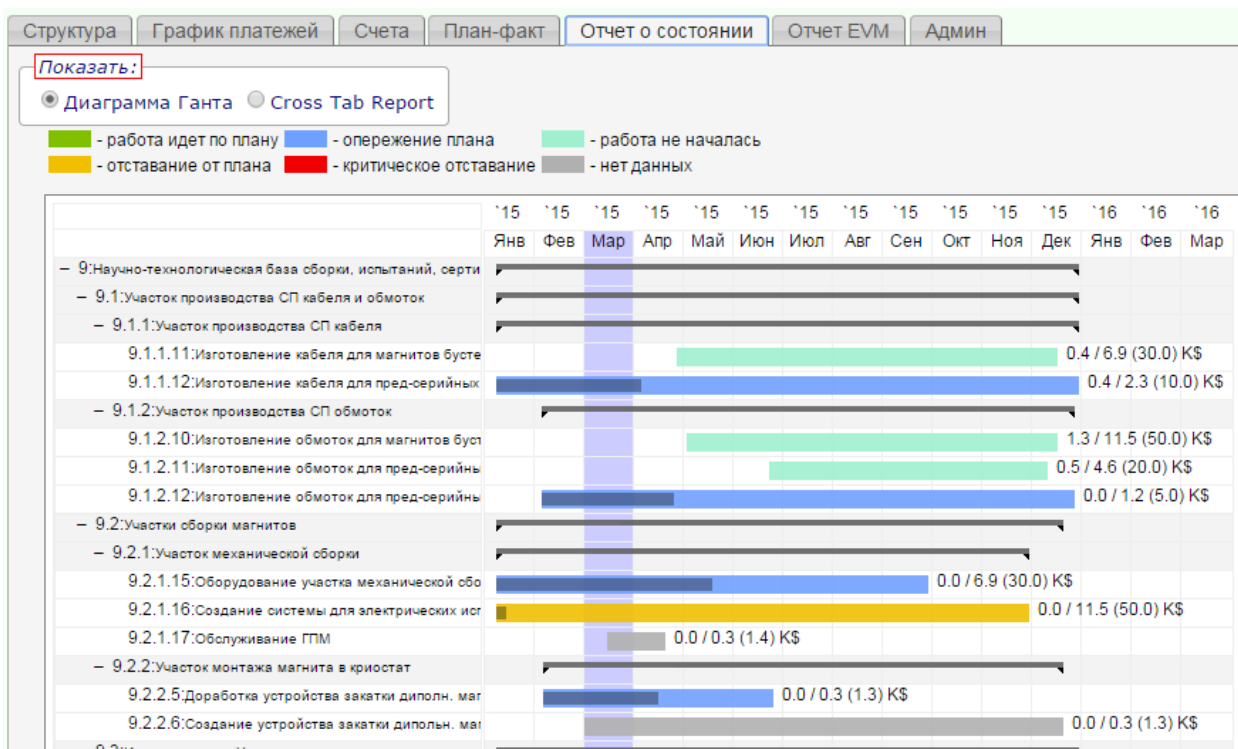 Структура График платежей Счета План-факт Отчет о состоянии Отчет EVM Админ
Показать:
Диаграмма Ганта Cross Tab Report
- работа идет по плану - опережение плана - работа не началась
- отставание от плана - критическое отставание - нет данных
`15 `15 `15 `15 `15 `15 `15 `15 `15 `15 `15 `15 `16 `16 `16
Янв Фев Мар Апр Май Июн Июл Авг Сен Окт Ноя Дек Янв Фев Мар
– 9:Научно-технологическая база сборки, испытаний, серти
– 9.1:Участок производства СП кабеля и обмоток
– 9.1.1:Участок производства СП кабеля
9.1.1.11:Изготовление кабеля для магнитов бусте 0.4 / 6.9 (30.0) K$
9.1.1.12:Изготовление кабеля для пред-серийных 0.4 / 2.3 (10.0) K$
– 9.1.2:Участок производства СП обмоток
9.1.2.10:Изготовление обмоток для магнитов буст 1.3 / 11.5 (50.0) K$
9.1.2.11:Изготовление обмоток для пред-серийны 0.5 / 4.6 (20.0) K$
9.1.2.12:Изготовление обмоток для пред-серийны 0.0 / 1.2 (5.0) K$
– 9.2:Участки сборки магнитов
– 9.2.1:Участок механической сборки
9.2.1.15:Оборудование участка механической сбо 0.0 / 6.9 (30.0) K$
9.2.1.16:Создание системы для электрических исп 0.0 / 11.5 (50.0) K$
9.2.1.17:Обслуживание ГПМ 0.0 / 0.3 (1.4) K$
– 9.2.2:Участок монтажа магнита в криостат
9.2.2.5:Доработка устройства закатки диполн. маг 0.0 / 0.3 (1.3) K$
9.2.2.6:Создание устройства закатки дипольн. маг 0.0 / 0.3 (1.3) K$